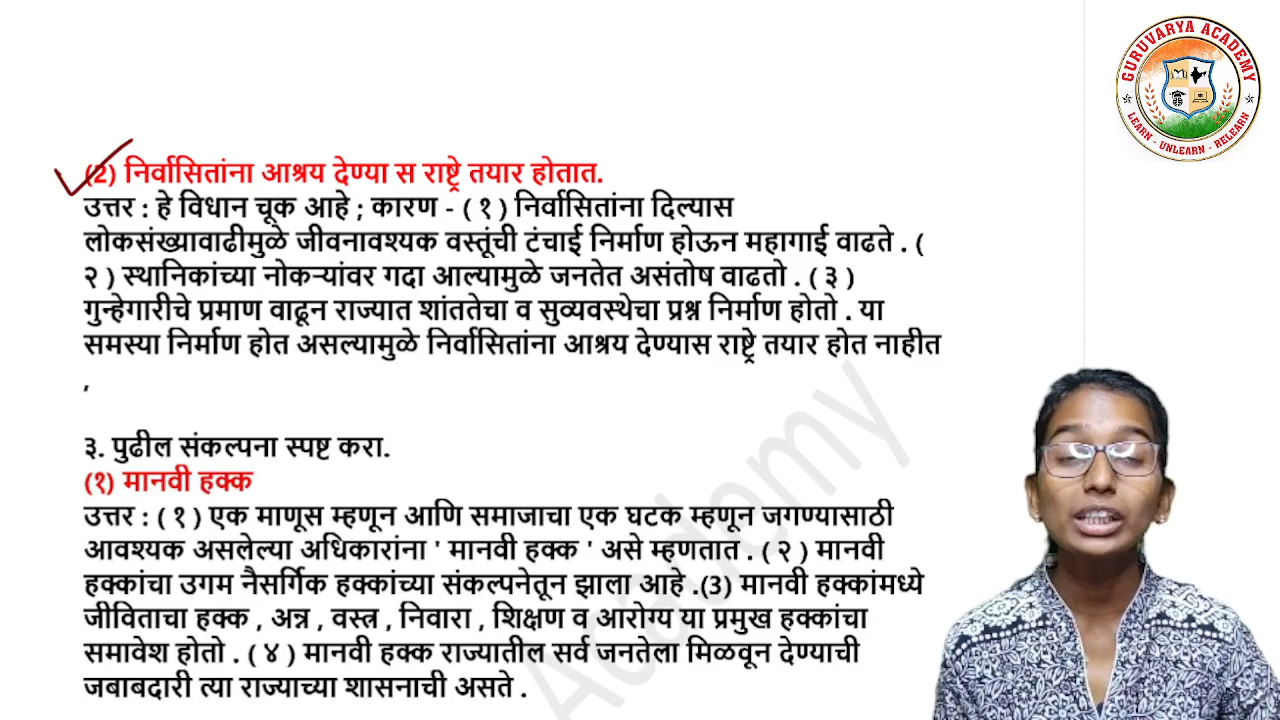 GURUVARYA ACADEMY
LEARN - UNLEARN - RELEARN
(2) निर्वासितांना आश्रय देण्या स राष्ट्रे तयार होतात.
उत्तर : हे विधान चूक आहे ; कारण - ( १ ) निर्वासितांना दिल्यास
लोकसंख्यावाढीमुळे जीवनावश्यक वस्तूंची टंचाई निर्माण होऊन महागाई वाढते . (
२ ) स्थानिकांच्या नोकऱ्यांवर गदा आल्यामुळे जनतेत असंतोष वाढतो . ( ३ )
गुन्हेगारीचे प्रमाण वाढून राज्यात शांततेचा व सुव्यवस्थेचा प्रश्न निर्माण होतो . या
समस्या निर्माण होत असल्यामुळे निर्वासितांना आश्रय देण्यास राष्ट्रे तयार होत नाहीत
,
३. पुढील संकल्पना स्पष्ट करा.
(१) मानवी हक्क
उत्तर : ( १ ) एक माणूस म्हणून आणि समाजाचा एक घटक म्हणून जगण्यासाठी
आवश्यक असलेल्या अधिकारांना ' मानवी हक्क ' असे म्हणतात . ( २ ) मानवी
हक्कांचा उगम नैसर्गिक हक्कांच्या संकल्पनेतून झाला आहे .(3) मानवी हक्कांमध्ये
जीविताचा हक्क , अन्न , वस्त्र , निवारा , शिक्षण व आरोग्य या प्रमुख हक्कांचा
समावेश होतो . ( ४ ) मानवी हक्क राज्यातील सर्व जनतेला मिळवून देण्याची
जबाबदारी त्या राज्याच्या शासनाची असते .
Academy